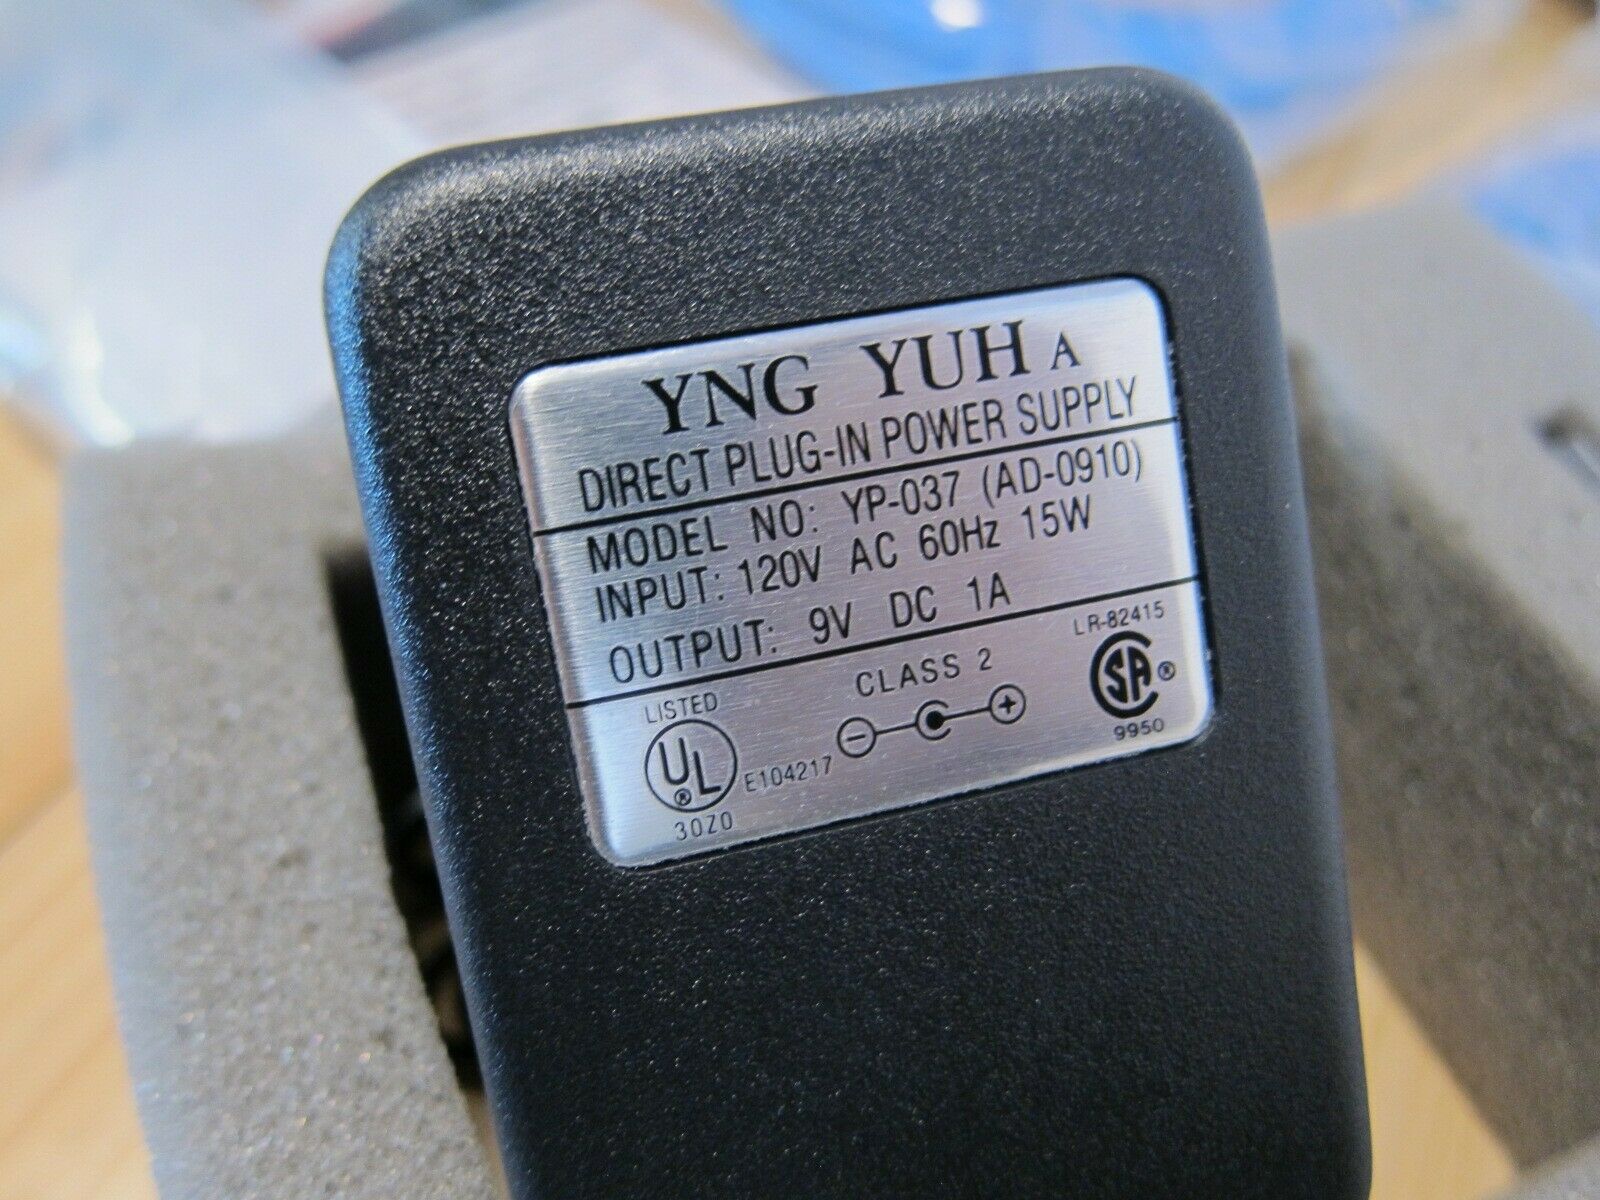 YNG YUH A
DIRECT PLUG-IN POWER SUPPLY
MODEL NO: YP-037 (AD-0910)
INPUT: 120V AC 60Hz 15W
OUTPUT: 9V DC 1A
LISTED
UL ®
E104217
30Z0
CLASS 2
− +
LR-82415
CSA ®
9950